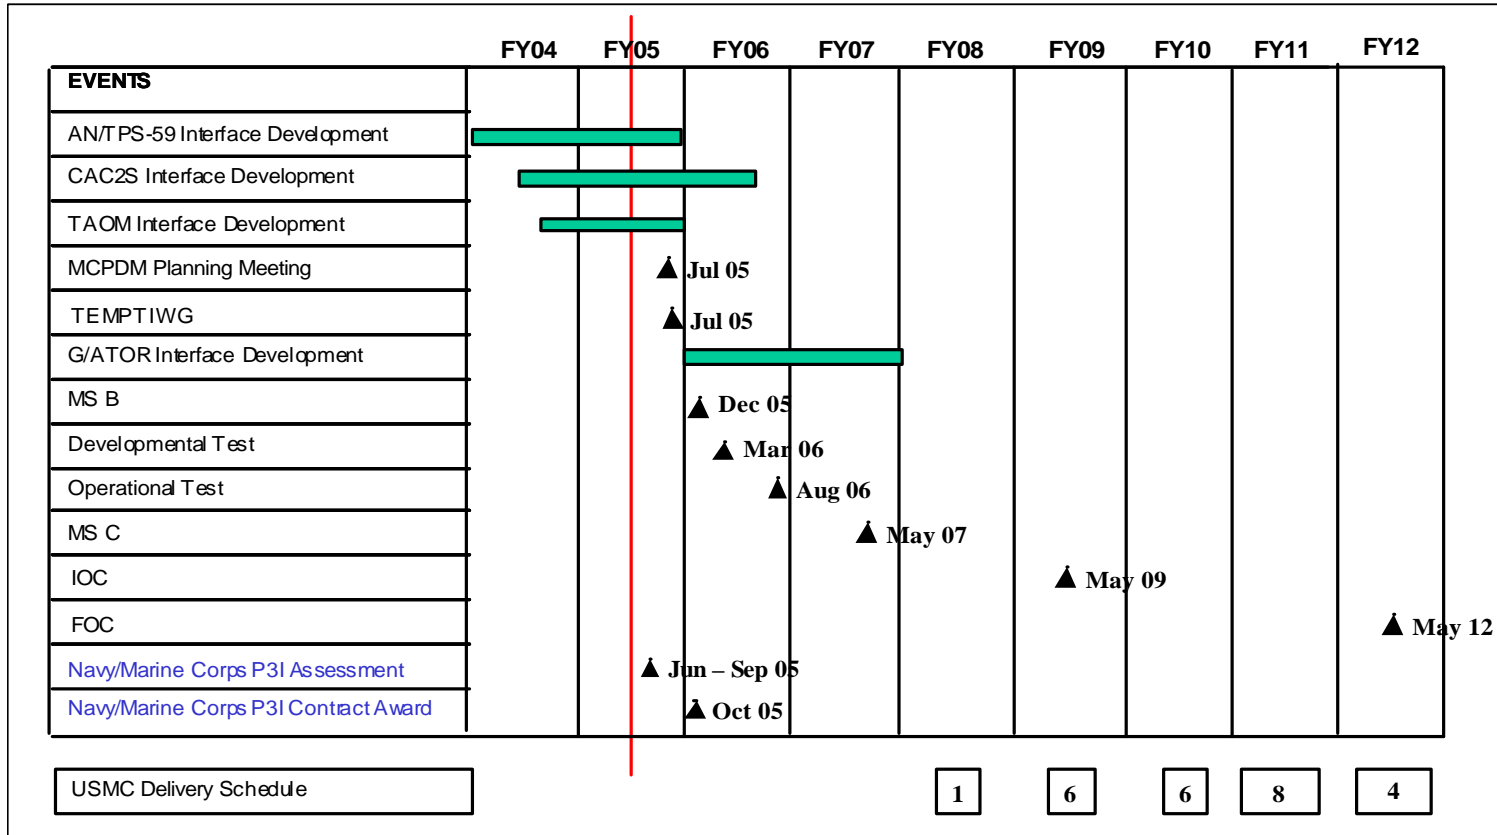 FY04 FY05 FY06 FY07 FY08 FY09 FY10 FY11 FY12
EVENTS
AN/TPS-59 Interface Development
CAC2S Interface Development
TAOM Interface Development
MCPDM Planning Meeting Jul 05
TEMPTIWG Jul 05
G/ATOR Interface Development
MS B Dec 05
Developmental Test Mar 06
Operational Test Aug 06
MS C May 07
IOC May 09
FOC May 12
Navy/Marine Corps P3I Assessment Jun – Sep 05
Navy/Marine Corps P3I Contract Award Oct 05
USMC Delivery Schedule 1 6 6 8 4